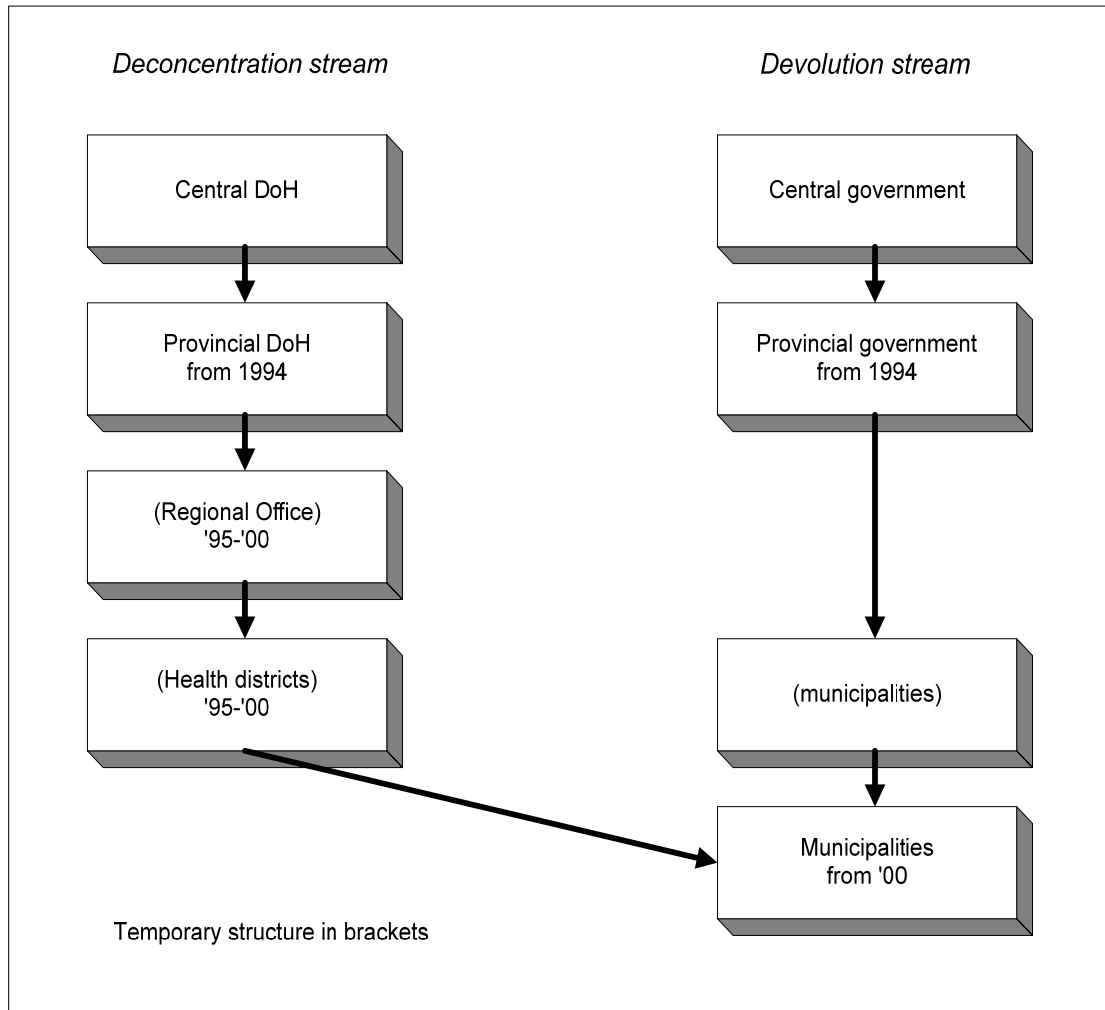 Deconcentration stream
Devolution stream
Central DoH
Central government
Provincial DoH
from 1994
Provincial government
from 1994
(Regional Office)
'95-'00
(Health districts)
'95-'00
(municipalities)
Municipalities
from '00
Temporary structure in brackets